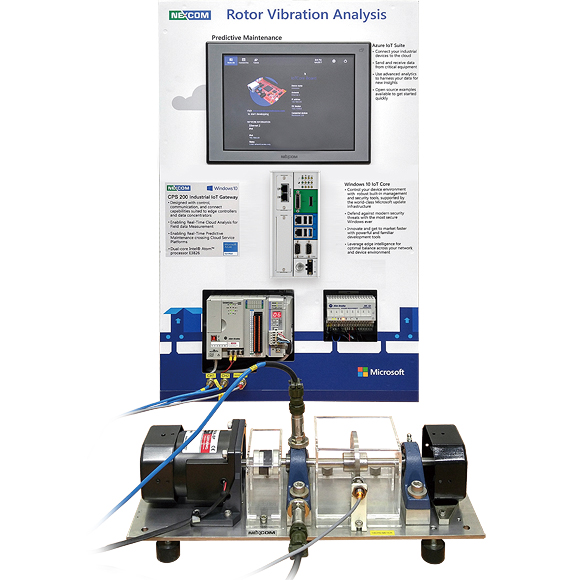 NEXCOM
Rotor Vibration Analysis
Predictive Maintenance
Azure IoT Suite
Connect your industrial
devices to the cloud
Send and receive data
from critical equipment
Use advanced analytics
to harness your data for
new insights
Open source examples
available to get started
quickly
NEXCOM
NEXCOM
Windows 10
CPS 200 Industrial IoT Gateway
Designed with control,
communication, and connect
capabilities suited to edge controllers
and data concentrators
Enabling Real-Time Cloud Analysis for
Field data Measurement
Enabling Real-Time Predictive
Maintenance crossing Cloud Service
Platforms
Dual-core Intel® Atom™
processor E3826
Windows 10 IoT Core
Control your device environment
with robust built-in management
and security tools, supported by
the world-class Microsoft update
infrastructure
Defend against modern security
threats with the most secure
Windows ever
Innovate and get to market faster
with powerful and familiar
development tools
Leverage edge intelligence for
optimal balance across your network
and device environment
Microsoft
NEXCOM